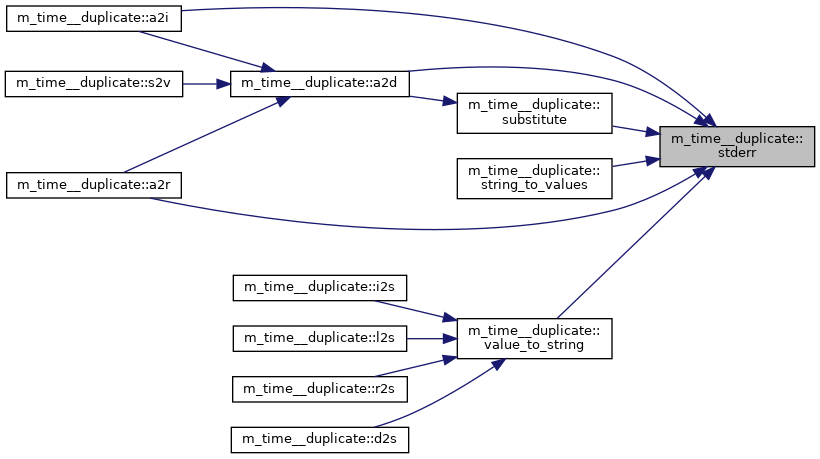 m_time__duplicate::a2i
m_time__duplicate::s2v
m_time__duplicate::a2d
m_time__duplicate::
substitute
m_time__duplicate::
stderr
m_time__duplicate::
string_to_values
m_time__duplicate::a2r
m_time__duplicate::i2s
m_time__duplicate::l2s
m_time__duplicate::
value_to_string
m_time__duplicate::r2s
m_time__duplicate::d2s